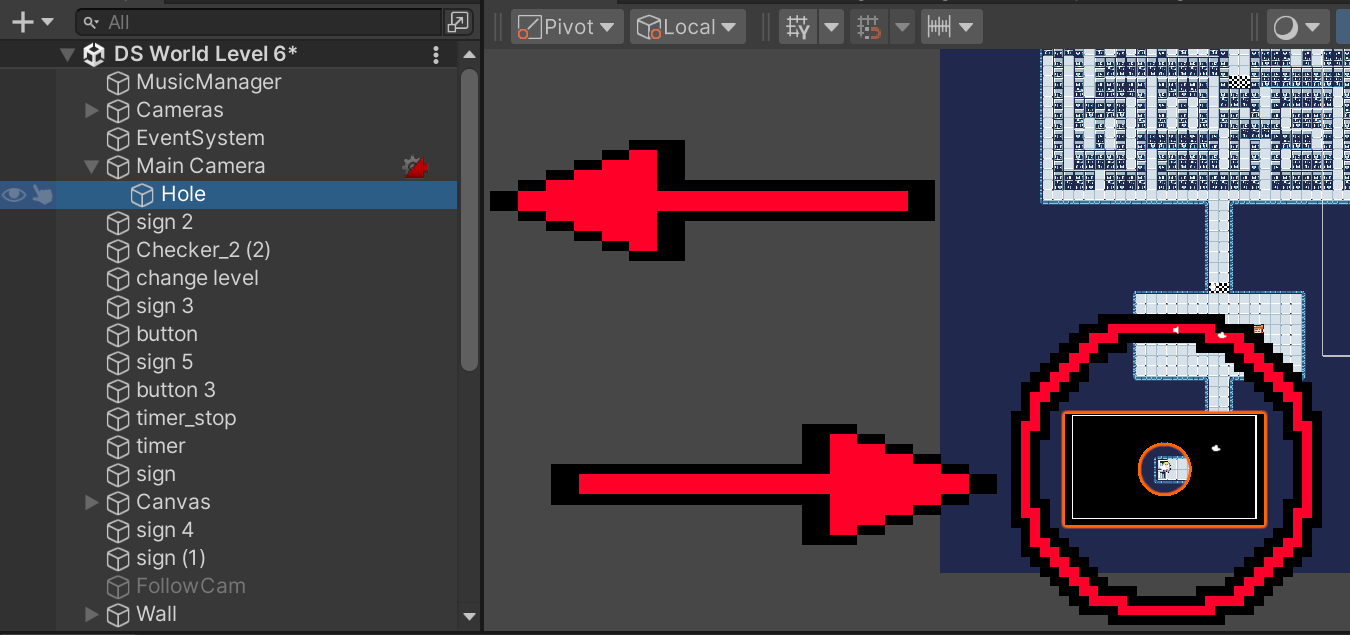 All
Pivot Local
DS World Level 6*
MusicManager
Cameras
EventSystem
Main Camera
Hole
sign 2
Checker_2 (2)
change level
sign 3
button
sign 5
button 3
timer_stop
timer
sign
Canvas
sign 4
sign (1)
FollowCam
Wall